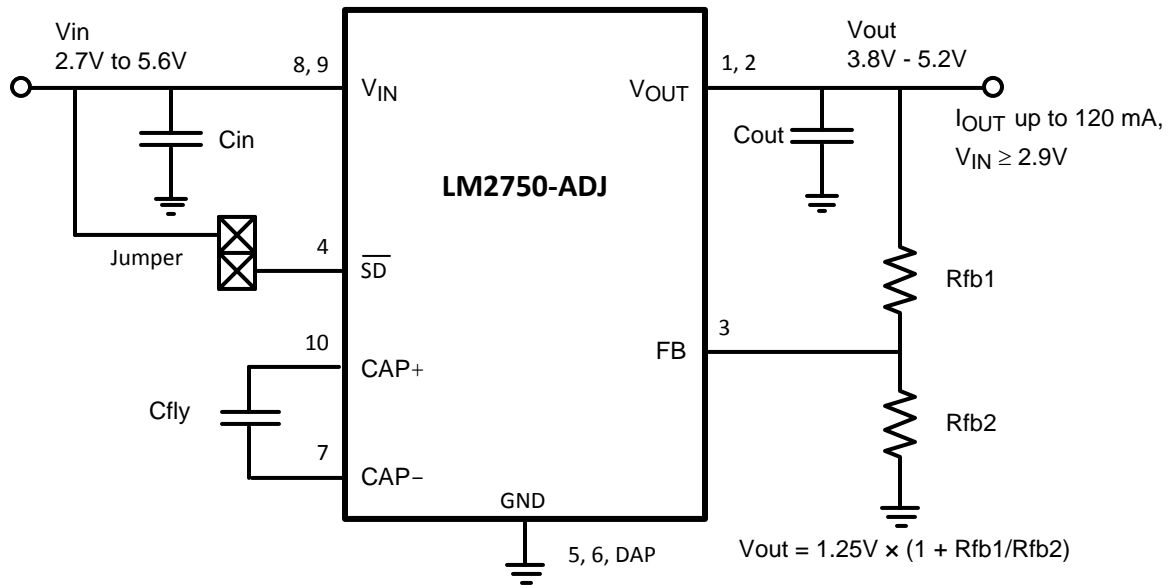 Vin
2.7V to 5.6V
8, 9
VIN
Cin
Jumper
4
SD
10
CAP+
Cfly
7
CAP−
LM2750-ADJ
GND
5, 6, DAP
1, 2
VOUT
Vout
3.8V - 5.2V
Cout
IOUT up to 120 mA,
VIN ≥ 2.9V
Rfb1
3
FB
Rfb2
Vout = 1.25V × (1 + Rfb1/Rfb2)